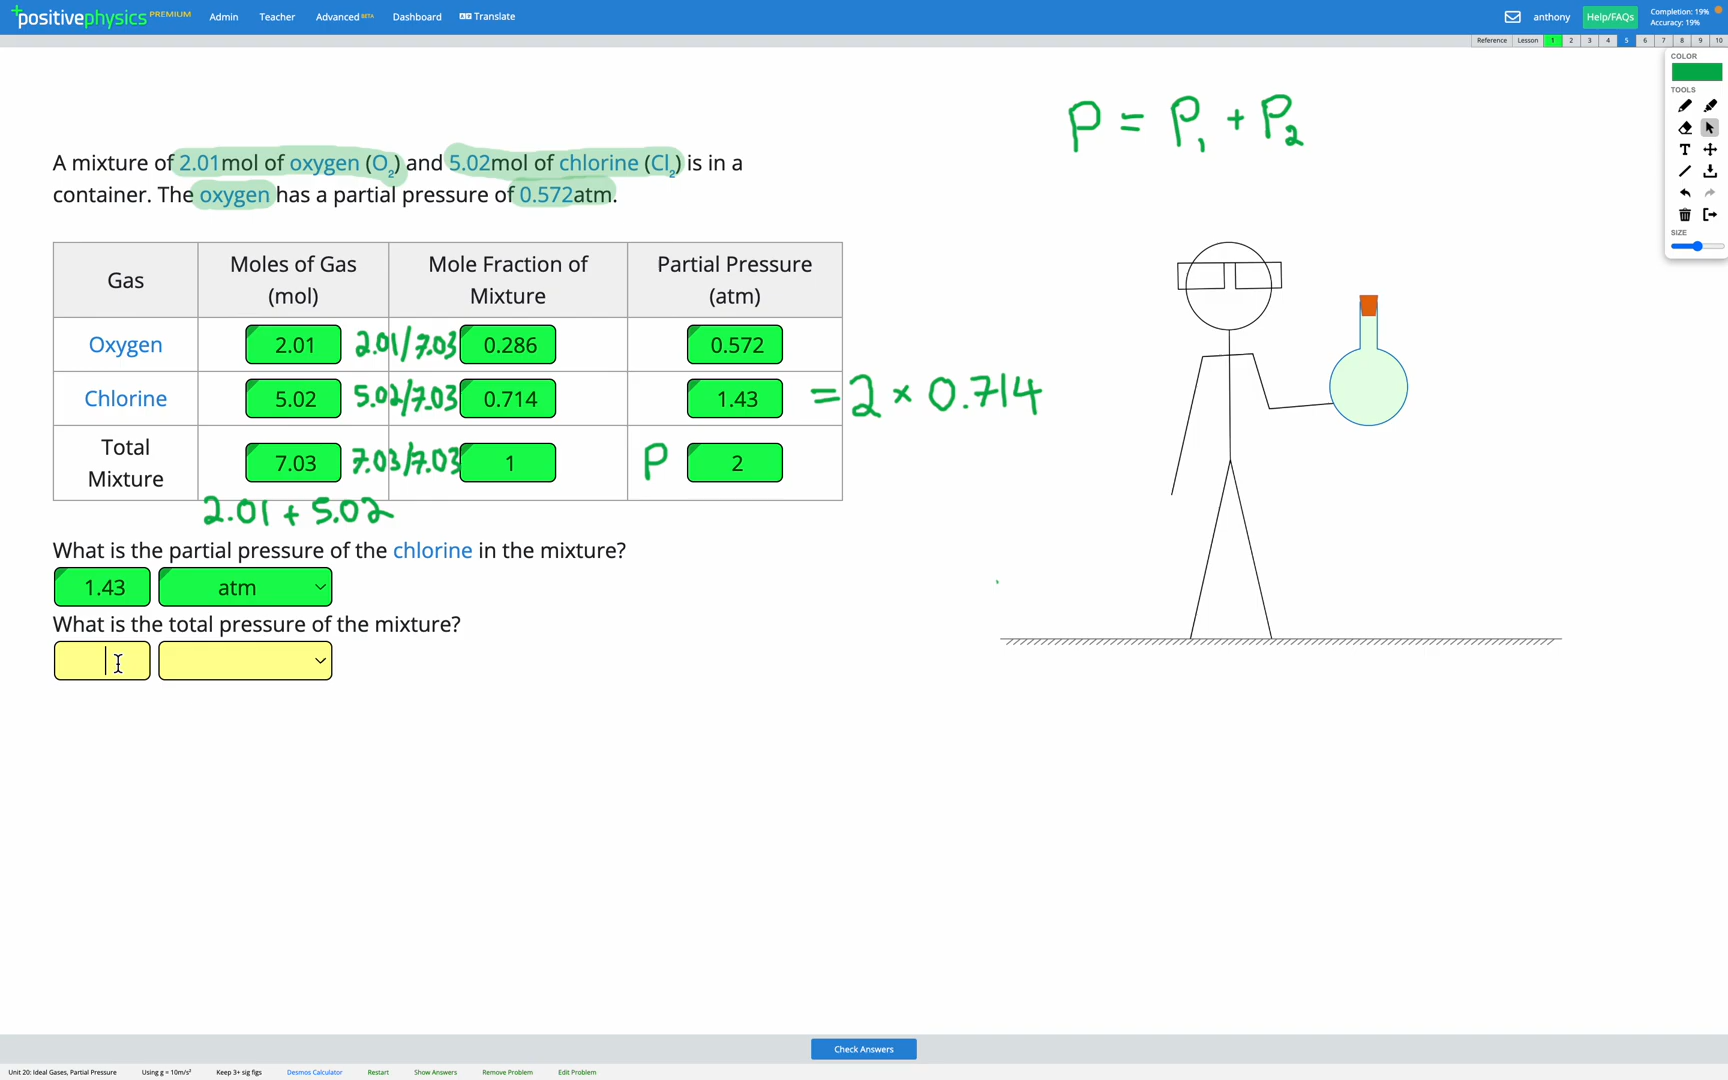 +positivephysics PREMIUM Admin Teacher Advanced BETA Dashboard Translate anthony Help/FAQs Completion: 19%
Accuracy: 19%
Reference Lesson 1 2 3 4 5 6 7 8 9 10
COLOR
TOOLS
T
SIZE
P = P₁ + P₂
A mixture of 2.01mol of oxygen (O₂) and 5.02mol of chlorine (Cl₂) is in a
container. The oxygen has a partial pressure of 0.572atm.
Gas Moles of Gas (mol) Mole Fraction of Mixture Partial Pressure (atm)
Oxygen 2.01 2.01/7.03 0.286 0.572
Chlorine 5.02 5.02/7.03 0.714 1.43 = 2 × 0.714
Total Mixture 7.03 7.03/7.03 1 P 2
2.01 + 5.02
What is the partial pressure of the chlorine in the mixture?
1.43 atm
What is the total pressure of the mixture?
Check Answers
Unit 20: Ideal Gases, Partial Pressure Using g = 10m/s² Keep 3+ sig figs Desmos Calculator Restart Show Answers Remove Problem Edit Problem